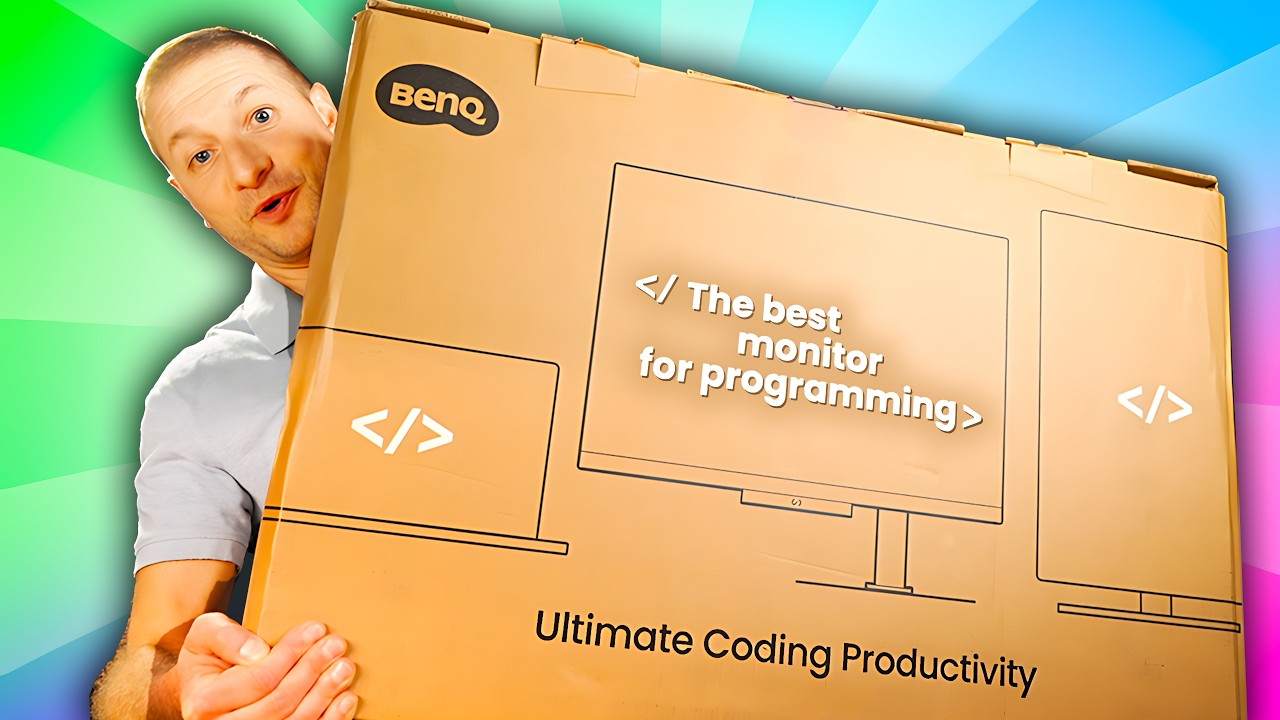 BenQ
</ The best
monitor
for programming>
</>
</>
Ultimate Coding Productivity